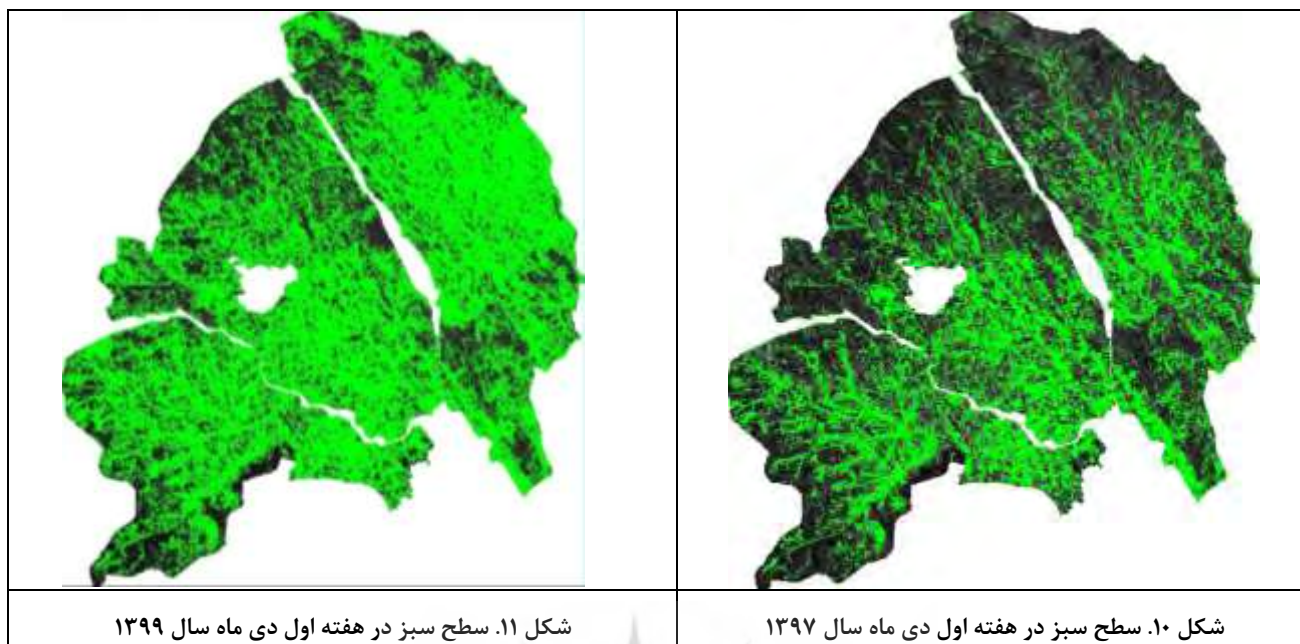 شکل ۱۰. سطح سبز در هفته اول دی ماه سال ۱۳۹۷
شکل ۱۱. سطح سبز در هفته اول دی ماه سال ۱۳۹۹